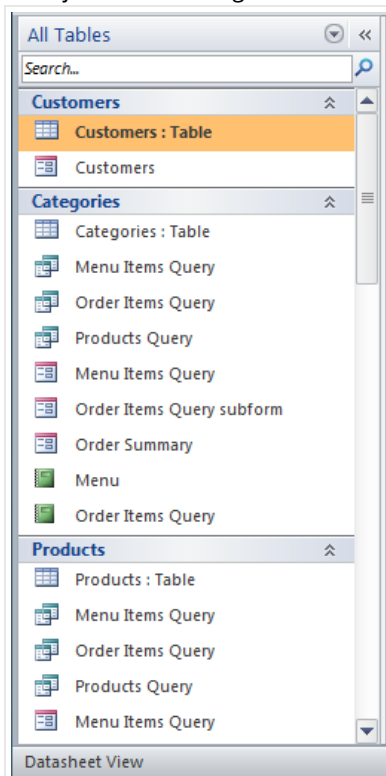 All Tables
Search...
Customers
Customers : Table
Customers
Categories
Categories : Table
Menu Items Query
Order Items Query
Products Query
Menu Items Query
Order Items Query subform
Order Summary
Menu
Order Items Query
Products
Products : Table
Menu Items Query
Order Items Query
Products Query
Menu Items Query
Datasheet View